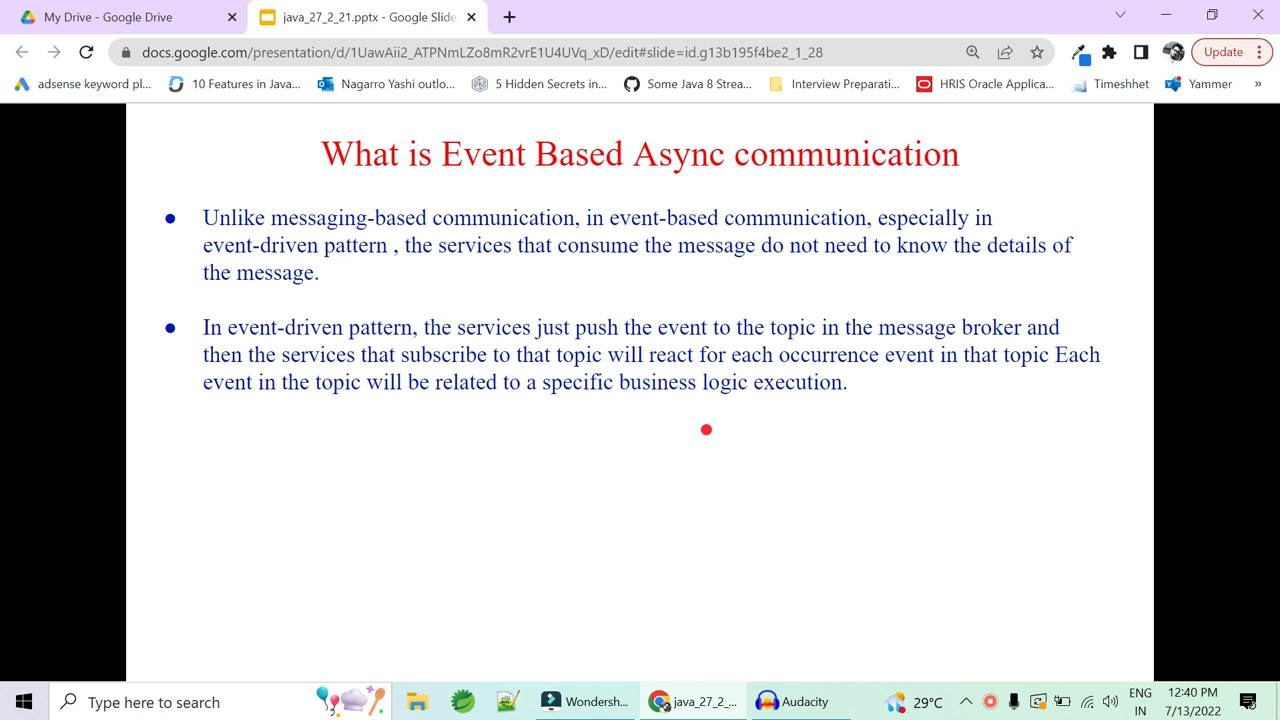 My Drive - Google Drive
java_27_2_21.pptx - Google Slide
docs.google.com/presentation/d/1UawAii2_ATPNmLZo8mR2vrE1U4UVq_xD/edit#slide=id.g13b195f4be2_1_28
Update
adsense keyword pl...
10 Features in Java...
Nagarro Yashi outlo...
5 Hidden Secrets in...
Some Java 8 Strea...
Interview Preparati...
HRIS Oracle Applica...
Timeshhet
Yammer
»
What is Event Based Async communication
● Unlike messaging-based communication, in event-based communication, especially in
event-driven pattern , the services that consume the message do not need to know the details of
the message.
● In event-driven pattern, the services just push the event to the topic in the message broker and
then the services that subscribe to that topic will react for each occurrence event in that topic Each
event in the topic will be related to a specific business logic execution.
Type here to search
Wondersh...
java_27_2_...
Audacity
29°C
ENG
IN
12:40 PM
7/13/2022